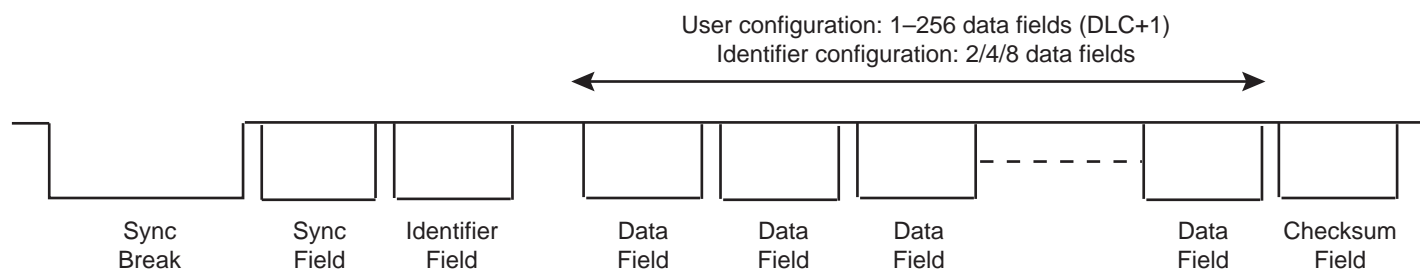 User configuration: 1–256 data fields (DLC+1)
Identifier configuration: 2/4/8 data fields
Sync Break
Sync Field
Identifier Field
Data Field
Data Field
Data Field
Data Field
Checksum Field